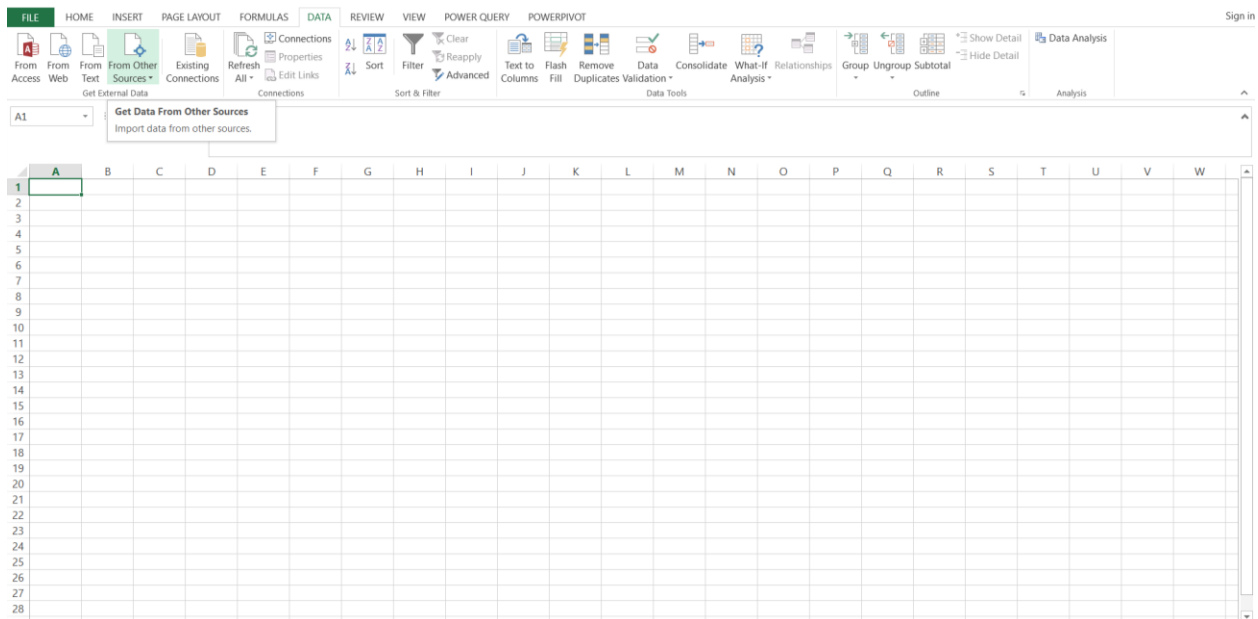 FILE HOME INSERT PAGE LAYOUT FORMULAS DATA REVIEW VIEW POWER QUERY POWERPIVOT Sign in
From Access
From Web
From Text
From Other Sources
Existing Connections
Get External Data
Refresh All
Connections
Properties
Edit Links
Connections
Sort
Filter
Clear
Reapply
Advanced
Sort & Filter
Text to Columns
Flash Fill
Remove Duplicates
Data Validation
Consolidate
What-If Analysis
Relationships
Data Tools
Group
Ungroup
Subtotal
Show Detail
Hide Detail
Outline
Data Analysis
Analysis
A1
Get Data From Other Sources
Import data from other sources.
A B C D E F G H I J K L M N O P Q R S T U V W
1
2
3
4
5
6
7
8
9
10
11
12
13
14
15
16
17
18
19
20
21
22
23
24
25
26
27
28